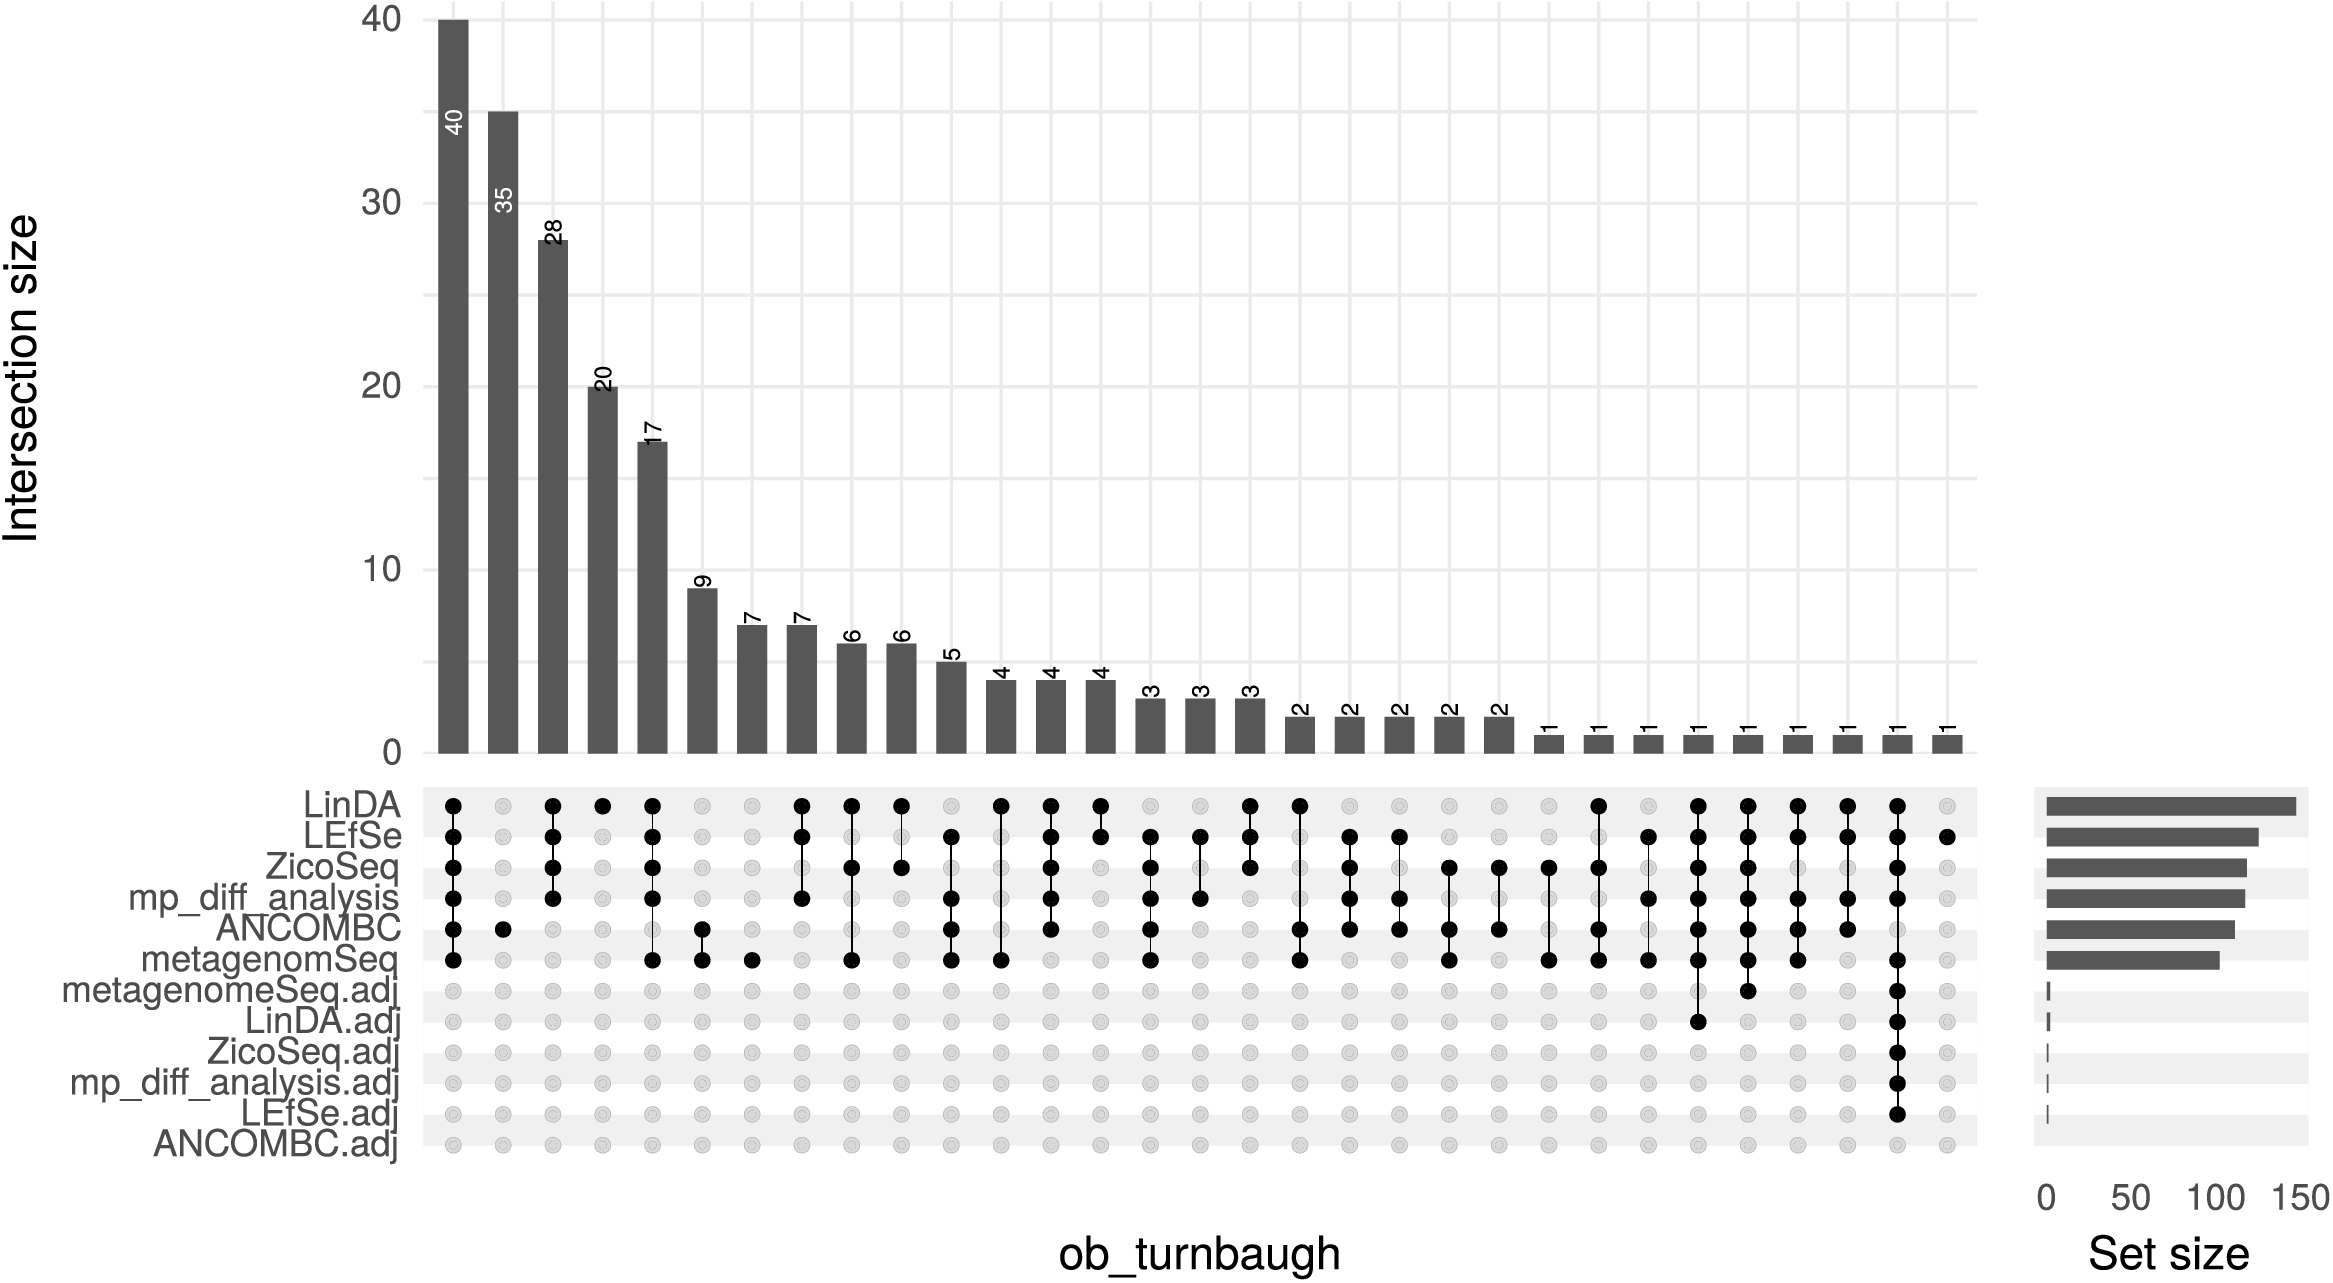 Intersection size
40
30
20
10
0
40
35
28
20
17
9
7
7
6
6
5
4
4
4
3
3
3
2
2
2
2
2
1
1
1
1
1
1
1
1
1
LinDA
LEfSe
ZicoSeq
mp_diff_analysis
ANCOMBC
metagenomSeq
metagenomeSeq.adj
LinDA.adj
ZicoSeq.adj
mp_diff_analysis.adj
LEfSe.adj
ANCOMBC.adj
0 50 100 150
ob_turnbaugh
Set size